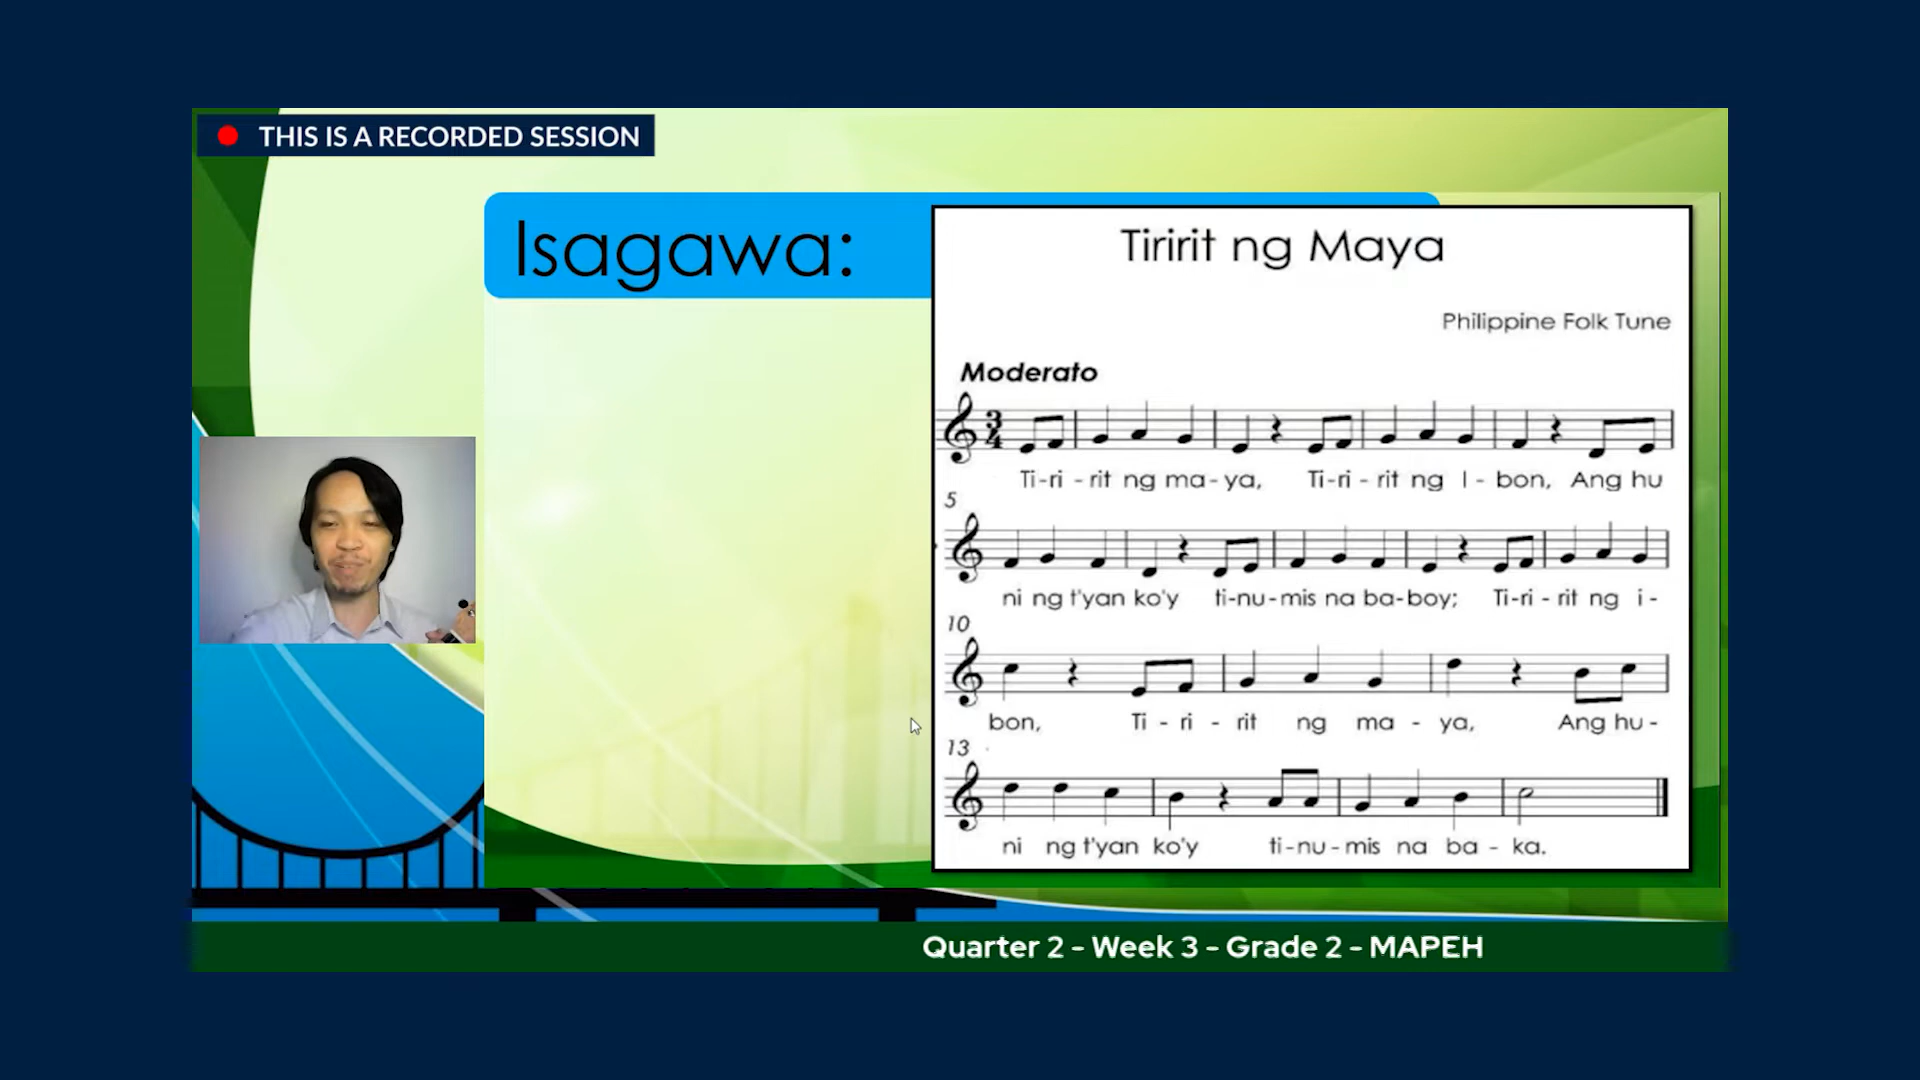 THIS IS A RECORDED SESSION
Isagawa:
Tiririt ng Maya
Philippine Folk Tune
Moderato
3
4
Ti-ri - rit ng ma - ya, Ti-ri - rit ng I - bon, Ang hu
5
ni ng t'yan ko'y ti-nu-mis na ba-boy; Ti-ri - rit ng i -
10
bon, Ti - ri - rit ng ma - ya, Ang hu -
13
ni ng t'yan ko'y ti-nu-mis na ba - ka.
Quarter 2 - Week 3 - Grade 2 - MAPEH